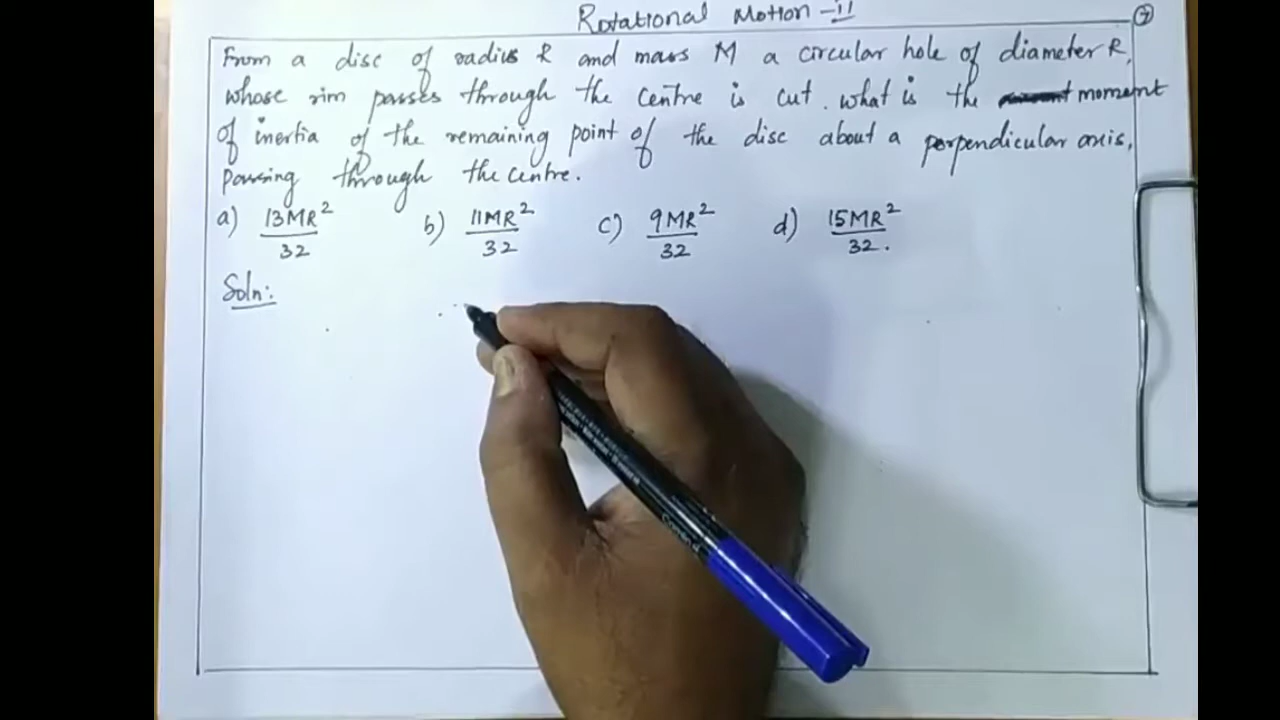 Rotational Motion - II
7
From a disc of radius R and mass M a circular hole of diameter R,
whose rim passes through the centre is cut. what is the moment
of inertia of the remaining point of the disc about a perpendicular axis,
passing through the centre.
a) 13MR²/32 b) 11MR²/32 c) 9MR²/32 d) 15MR²/32.
Soln: